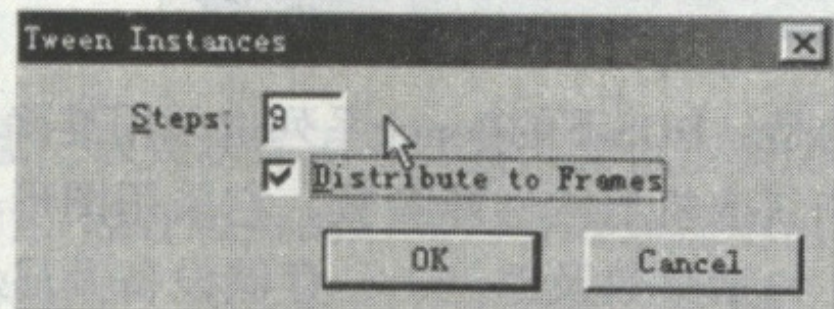 Tween Instances
Steps: 9
Distribute to Frames
OK Cancel